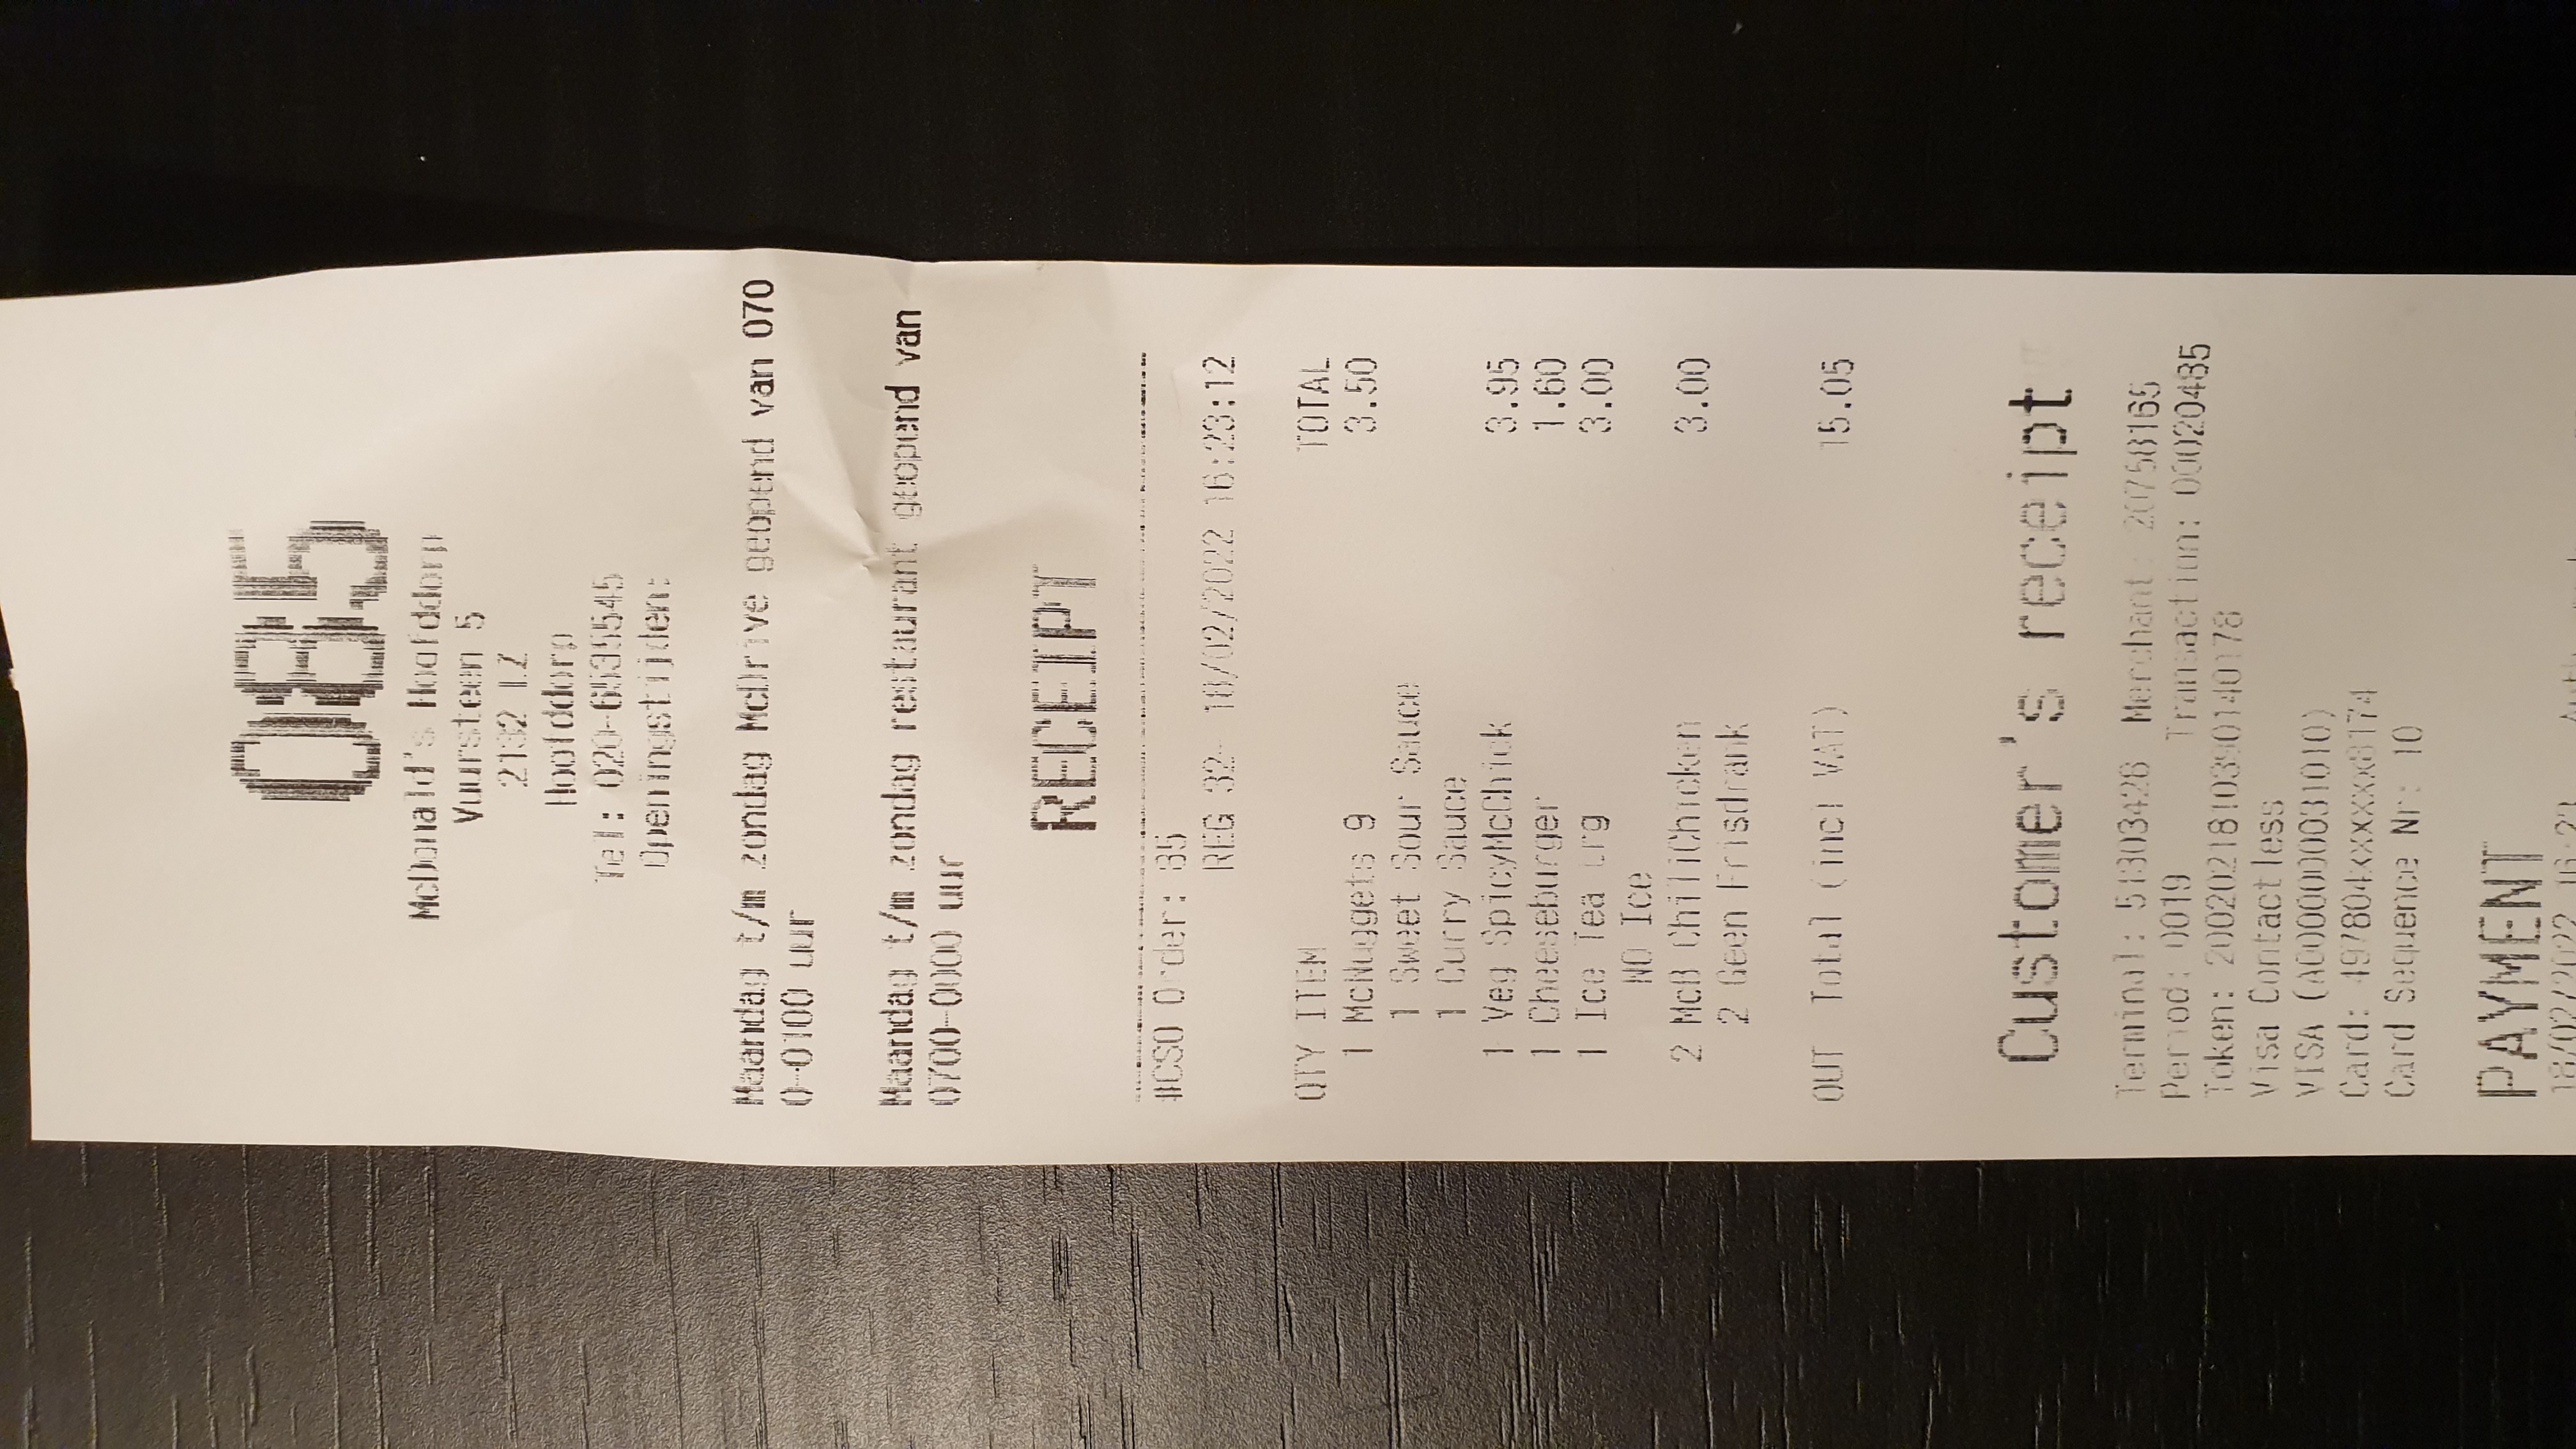 085
McDonald's Hoofddorp
Vuursteen 5
2132 LZ
Hoofddorp
Tel: 020-6535545
Openingstijden:
Maandag t/m zondag McDrive geopend van 070
0-0100 uur
Maandag t/m zondag restaurant geopend van
0700-0000 uur
RECEIPT
#CSO Order: 85
REG 32- 18/02/2022 16:23:12
QTY ITEM TOTAL
1 McNuggets 9 3.50
1 Sweet Sour Sauce
1 Curry Sauce
1 Veg SpicyMcChick 3.95
1 Cheeseburger 1.60
1 Ice Tea Lrg 3.00
NO Ice
2 McB ChiliChicken 3.00
2 Geen Frisdrank
OUT Total (incl VAT) 15.05
Customer's receipt
Terminal: 51303428 Merchant: 20758165
Period: 0019 Transaction: 00020485
Token: 2002021810390140178
Visa Contactless
VISA (A0000000031010)
Card: 497804xxxxxx8174
Card Sequence Nr: 10
PAYMENT
18/02/2022 16:23